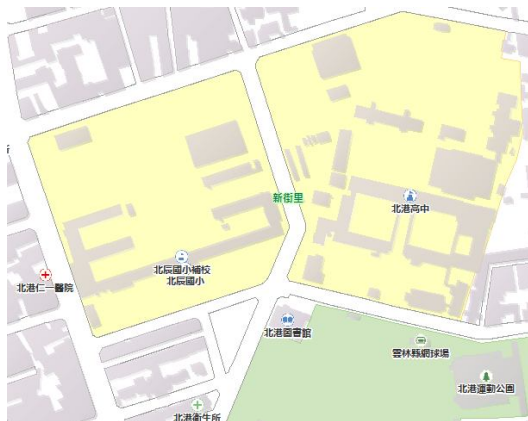 所
新街里
北港高中
北辰國小補校
北辰國小
北港仁一醫院
北港圖書館
雲林縣網球場
北港運動公園
北港衛生所